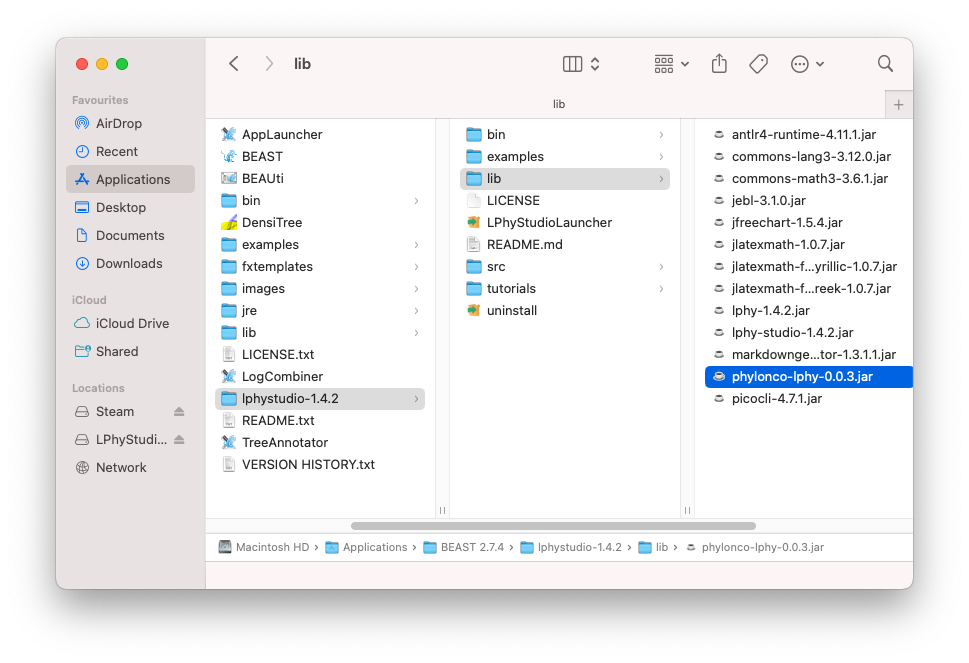 lib
Favourites
AirDrop
Recent
Applications
Desktop
Documents
Downloads
iCloud
iCloud Drive
Shared
Locations
Steam
LPhyStudi...
Network
lib
AppLauncher
BEAST
BEAUti
bin
DensiTree
examples
fxtemplates
images
jre
lib
LICENSE.txt
LogCombiner
lphystudio-1.4.2
README.txt
TreeAnnotator
VERSION HISTORY.txt
bin
examples
lib
LICENSE
LPhyStudioLauncher
README.md
src
tutorials
uninstall
antlr4-runtime-4.11.1.jar
commons-lang3-3.12.0.jar
commons-math3-3.6.1.jar
jebl-3.1.0.jar
jfreechart-1.5.4.jar
jlatexmath-1.0.7.jar
jlatexmath-f...yrillic-1.0.7.jar
jlatexmath-f...reek-1.0.7.jar
lphy-1.4.2.jar
lphy-studio-1.4.2.jar
markdownge...tor-1.3.1.1.jar
phylonco-lphy-0.0.3.jar
picocli-4.7.1.jar
Macintosh HD › Applications › BEAST 2.7.4 › lphystudio-1.4.2 › lib › phylonco-lphy-0.0.3.jar